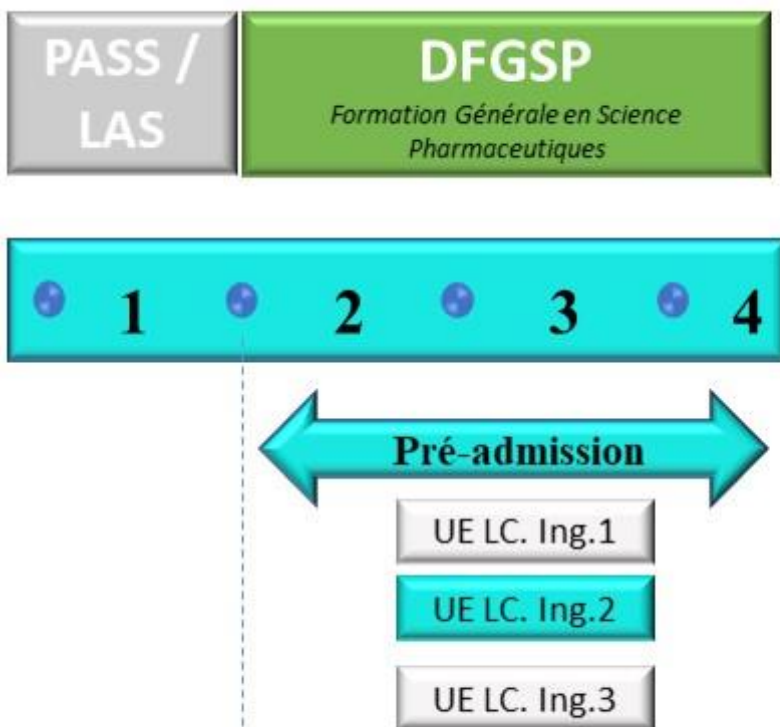 PASS /
LAS
DFGSP
Formation Générale en Science
Pharmaceutiques
1 2 3 4
Pré-admission
UE LC. Ing.1
UE LC. Ing.2
UE LC. Ing.3